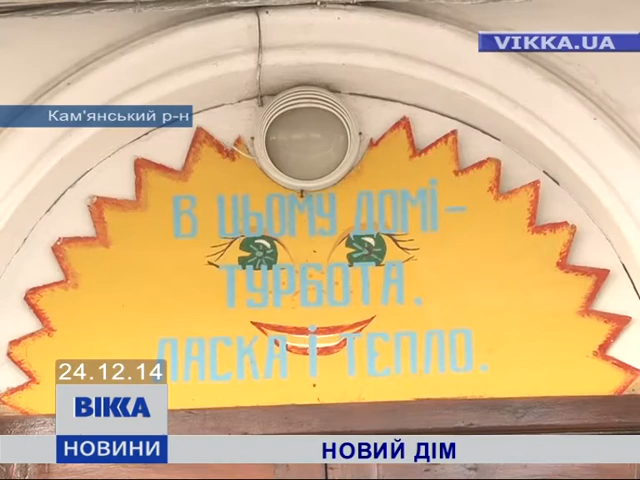 VIKKA.UA
Кам'янський р-н
В ЦЬОМУ ДОМІ -
ТУРБОТА.
ЛАСКА І ТЕПЛО.
24.12.14
ВІККА
НОВИНИ
НОВИЙ ДІМ